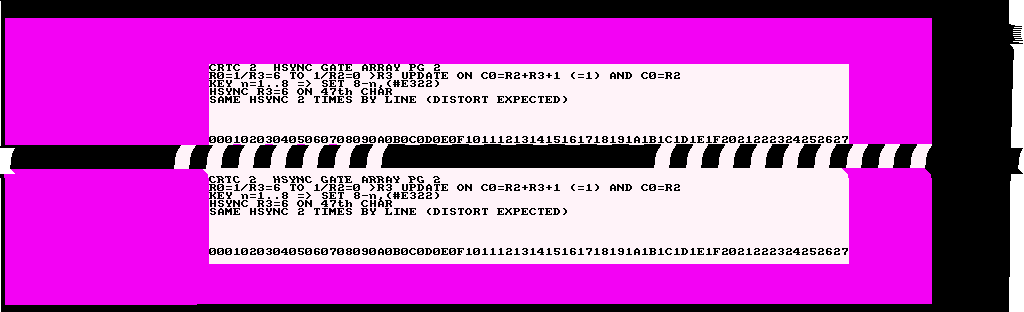 CRTC 2  HSYNC GATE ARRAY PG 2
R0=1/R3=6 TO 1/R2=0 >R3 UPDATE ON C0=R2+R3+1 (=1) AND C0=R2
KEY n=1..8 => SET 8-n,(#E322)
HSYNC R3=6 ON 47th CHAR
SAME HSYNC 2 TIMES BY LINE (DISTORT EXPECTED)
000102030405060708090A0B0C0D0E0F101112131415161718191A1B1C1D1E1F2021222324252627
CRTC 2  HSYNC GATE ARRAY PG 2
R0=1/R3=6 TO 1/R2=0 >R3 UPDATE ON C0=R2+R3+1 (=1) AND C0=R2
KEY n=1..8 => SET 8-n,(#E322)
HSYNC R3=6 ON 47th CHAR
SAME HSYNC 2 TIMES BY LINE (DISTORT EXPECTED)
000102030405060708090A0B0C0D0E0F101112131415161718191A1B1C1D1E1F2021222324252627